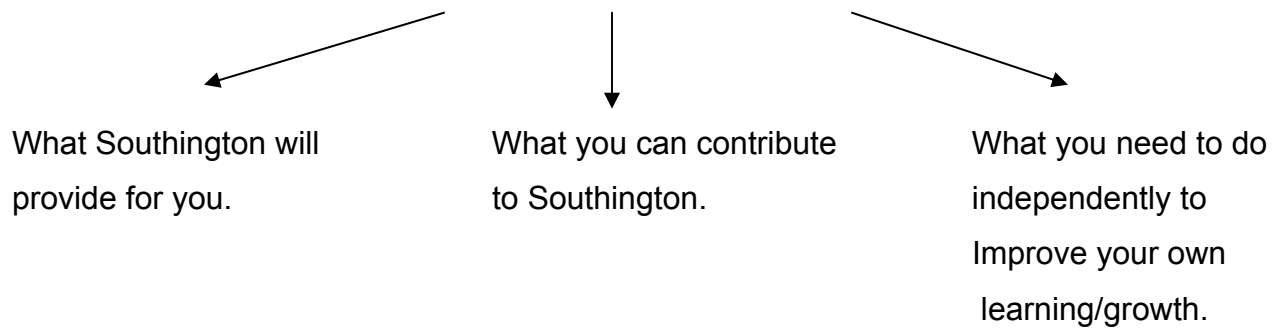 What Southington will
provide for you.
What you can contribute
to Southington.
What you need to do
independently to
Improve your own
learning/growth.